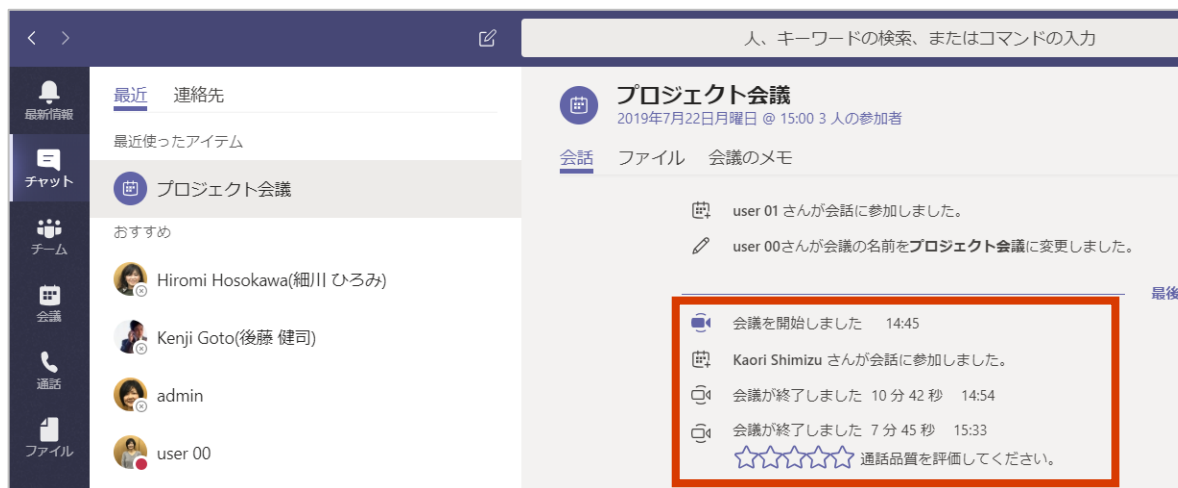 人、キーワードの検索、またはコマンドの入力
最新情報
チャット
チーム
会議
通話
ファイル
最近 連絡先
最近使ったアイテム
プロジェクト会議
おすすめ
Hiromi Hosokawa(細川 ひろみ)
Kenji Goto(後藤 健司)
admin
user 00
プロジェクト会議
2019年7月22日月曜日 @ 15:00 3 人の参加者
会話 ファイル 会議のメモ
user 01 さんが会話に参加しました。
user 00さんが会議の名前をプロジェクト会議に変更しました。
最後
会議を開始しました 14:45
Kaori Shimizu さんが会話に参加しました。
会議が終了しました 10 分 42 秒 14:54
会議が終了しました 7 分 45 秒 15:33
通話品質を評価してください。